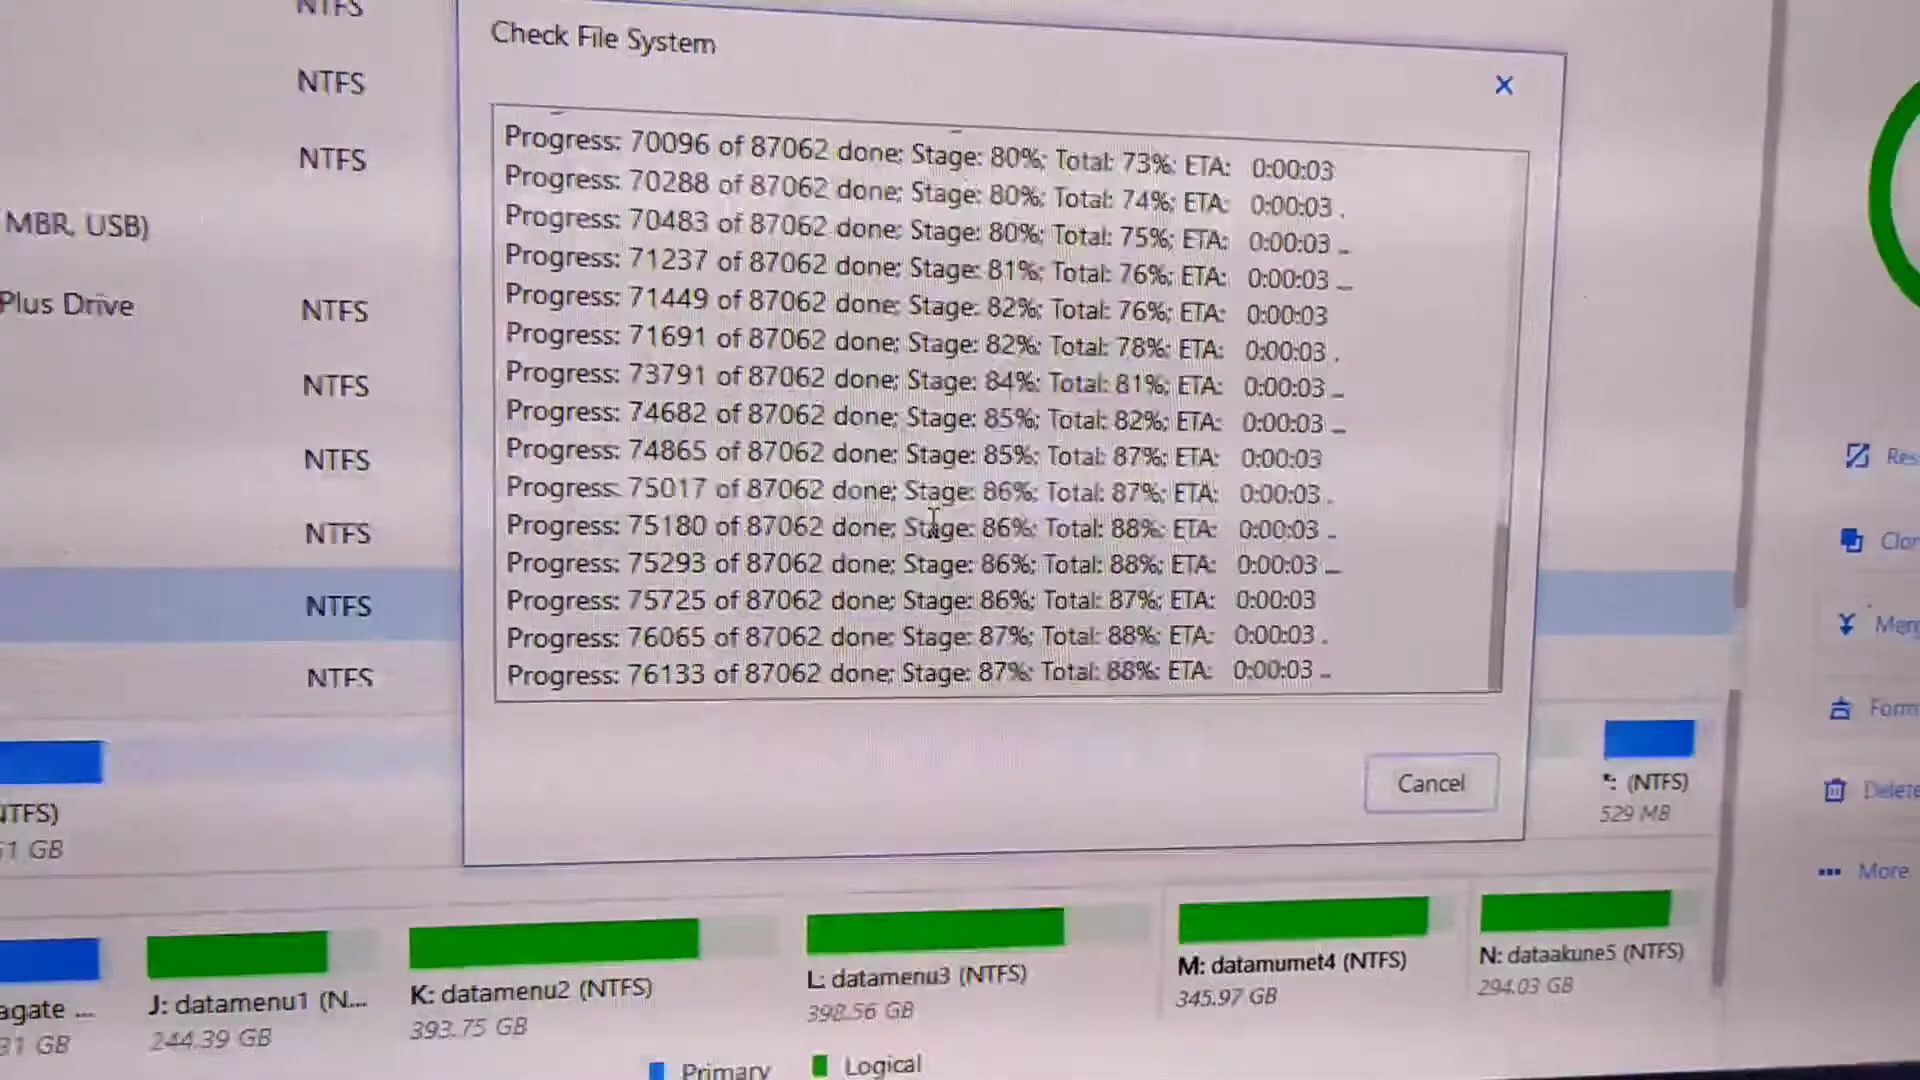 NTFS
Check File System
NTFS
NTFS
MBR, USB)
Plus Drive
NTFS
NTFS
NTFS
NTFS
NTFS
NTFS
Progress: 70096 of 87062 done; Stage: 80%; Total: 73%; ETA: 0:00:03
Progress: 70288 of 87062 done; Stage: 80%; Total: 74%; ETA: 0:00:03 .
Progress: 70483 of 87062 done; Stage: 80%; Total: 75%; ETA: 0:00:03 ..
Progress: 71237 of 87062 done; Stage: 81%; Total: 76%; ETA: 0:00:03 ...
Progress: 71449 of 87062 done; Stage: 82%; Total: 76%; ETA: 0:00:03
Progress: 71691 of 87062 done; Stage: 82%; Total: 78%; ETA: 0:00:03 .
Progress: 73791 of 87062 done; Stage: 84%; Total: 81%; ETA: 0:00:03 ..
Progress: 74682 of 87062 done; Stage: 85%; Total: 82%; ETA: 0:00:03 ...
Progress: 74865 of 87062 done; Stage: 85%; Total: 87%; ETA: 0:00:03
Progress: 75017 of 87062 done; Stage: 86%; Total: 87%; ETA: 0:00:03 .
Progress: 75180 of 87062 done; Stage: 86%; Total: 88%; ETA: 0:00:03 ..
Progress: 75293 of 87062 done; Stage: 86%; Total: 88%; ETA: 0:00:03 ...
Progress: 75725 of 87062 done; Stage: 86%; Total: 87%; ETA: 0:00:03
Progress: 76065 of 87062 done; Stage: 87%; Total: 88%; ETA: 0:00:03 .
Progress: 76133 of 87062 done; Stage: 87%; Total: 88%; ETA: 0:00:03 ..
Cancel
Delete
More
NTFS)
51 GB
*: (NTFS)
529 MB
agate ...
31 GB
J: datamenu1 (N...
244.39 GB
K: datamenu2 (NTFS)
393.75 GB
L: datamenu3 (NTFS)
398.56 GB
M: datamumet4 (NTFS)
345.97 GB
N: dataakune5 (NTFS)
294.03 GB
Primary
Logical